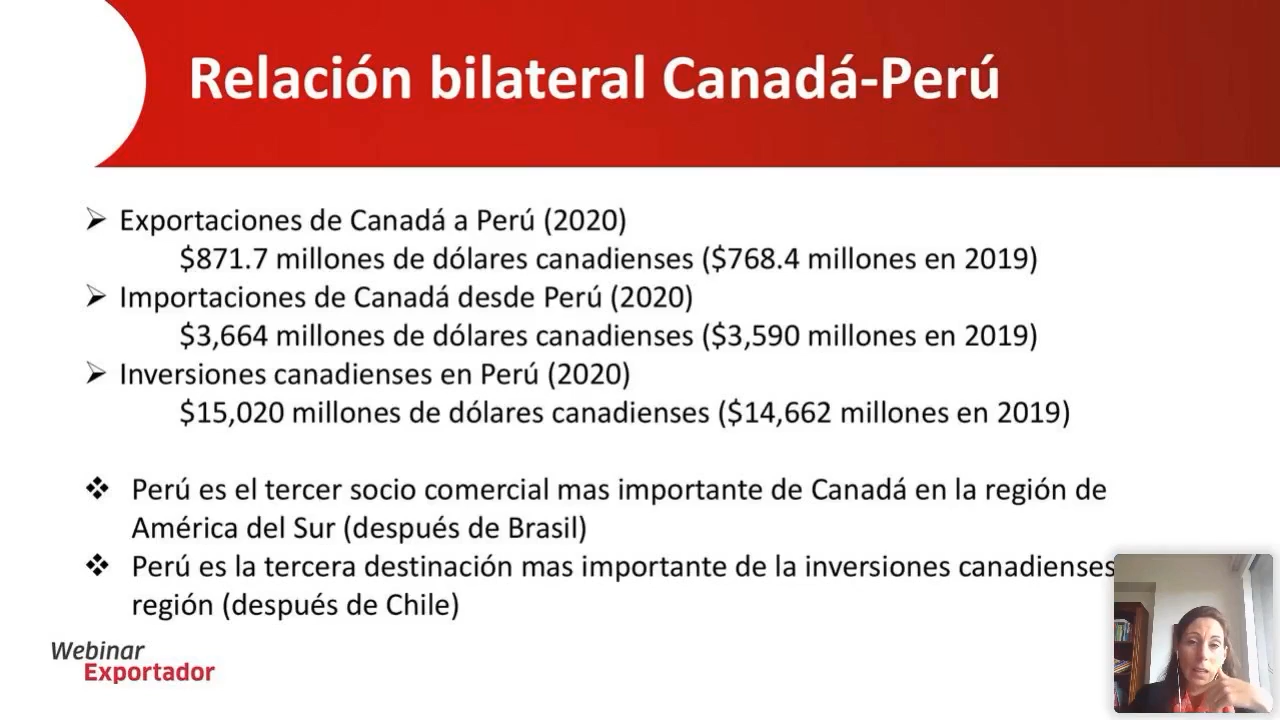 Relación bilateral Canadá-Perú
Exportaciones de Canadá a Perú (2020)
$871.7 millones de dólares canadienses ($768.4 millones en 2019)
Importaciones de Canadá desde Perú (2020)
$3,664 millones de dólares canadienses ($3,590 millones en 2019)
Inversiones canadienses en Perú (2020)
$15,020 millones de dólares canadienses ($14,662 millones en 2019)
Perú es el tercer socio comercial mas importante de Canadá en la región de
América del Sur (después de Brasil)
Perú es la tercera destinación mas importante de la inversiones canadienses
región (después de Chile)
Webinar
Exportador